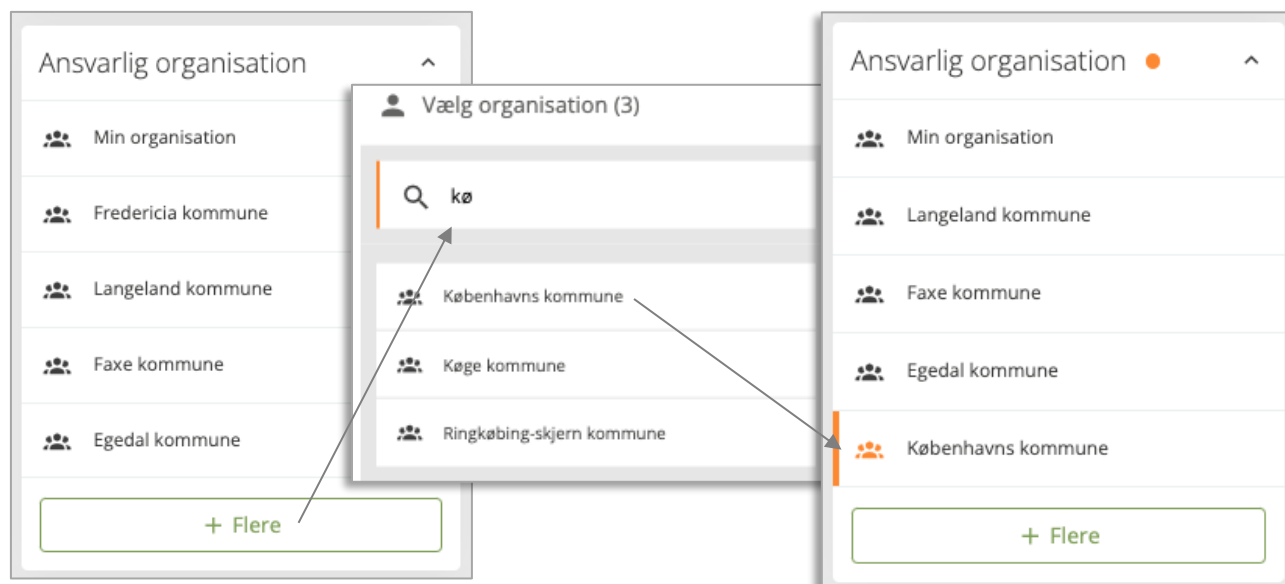 Ansvarlig organisation
Min organisation
Fredericia kommune
Langeland kommune
Faxe kommune
Egedal kommune
+ Flere
Vælg organisation (3)
kø
Københavns kommune
Køge kommune
Ringkøbing-skjern kommune
Ansvarlig organisation
Min organisation
Langeland kommune
Faxe kommune
Egedal kommune
Københavns kommune
+ Flere